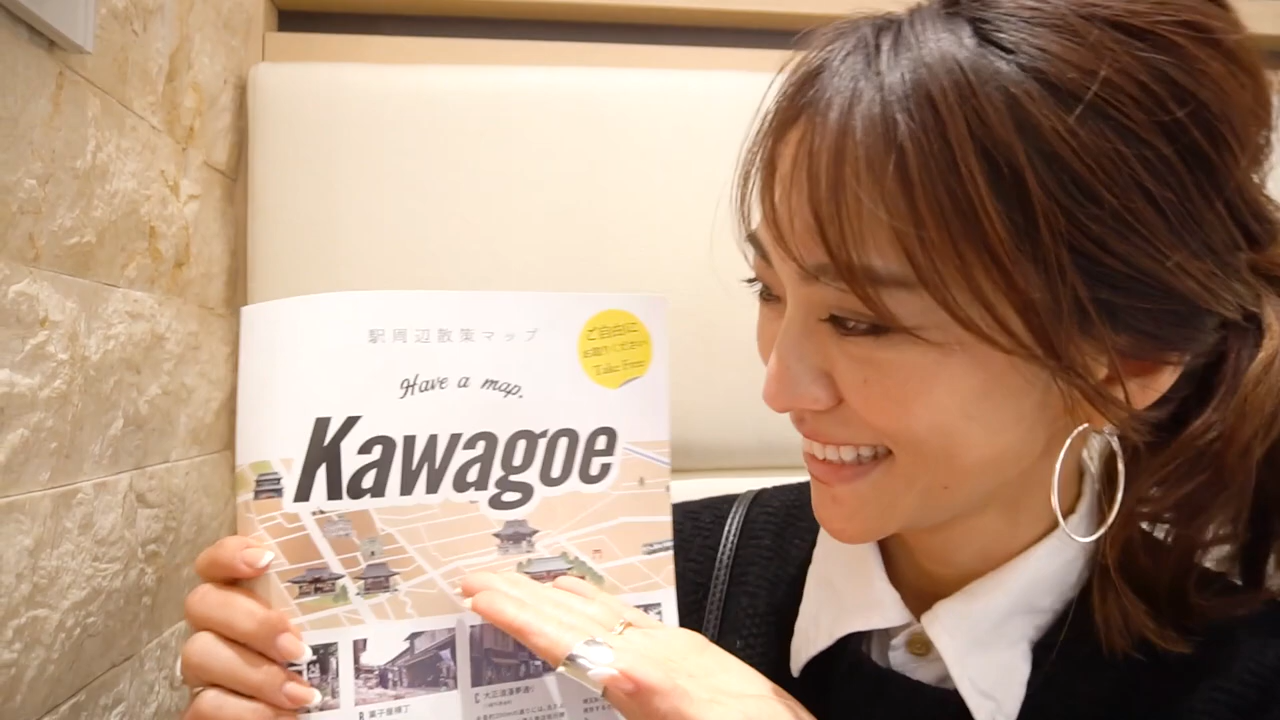 駅周辺散策マップ
ご自由に
お取りください
Take Free
Have a map.
Kawagoe
B 菓子屋横丁
C 大正浪漫夢通り